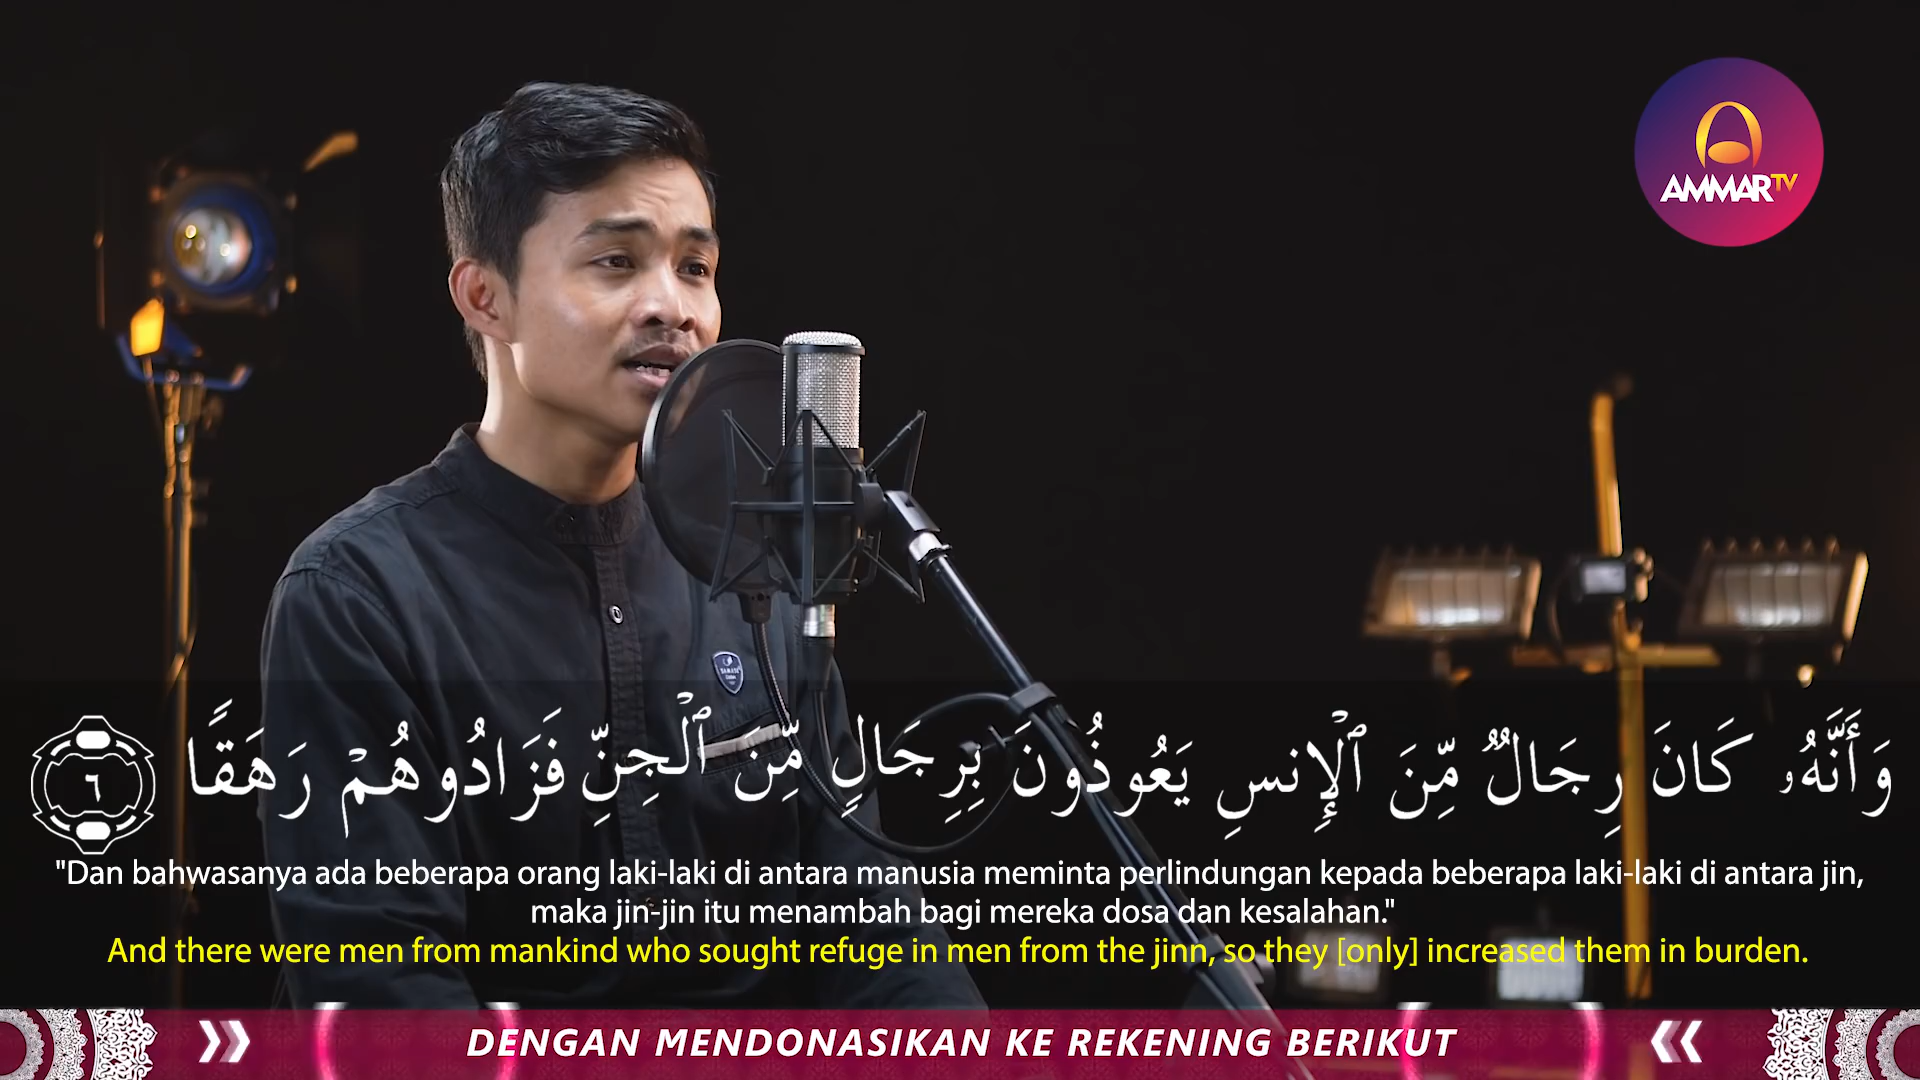 AMMARTV
وَأَنَّهُۥ كَانَ رِجَالٌ مِّنَ ٱلْإِنسِ يَعُوذُونَ بِرِجَالٍ مِّنَ ٱلْجِنِّ فَزَادُوهُمْ رَهَقًا ٦
"Dan bahwasanya ada beberapa orang laki-laki di antara manusia meminta perlindungan kepada beberapa laki-laki di antara jin,
maka jin-jin itu menambah bagi mereka dosa dan kesalahan."
And there were men from mankind who sought refuge in men from the jinn, so they [only] increased them in burden.
DENGAN MENDONASIKAN KE REKENING BERIKUT